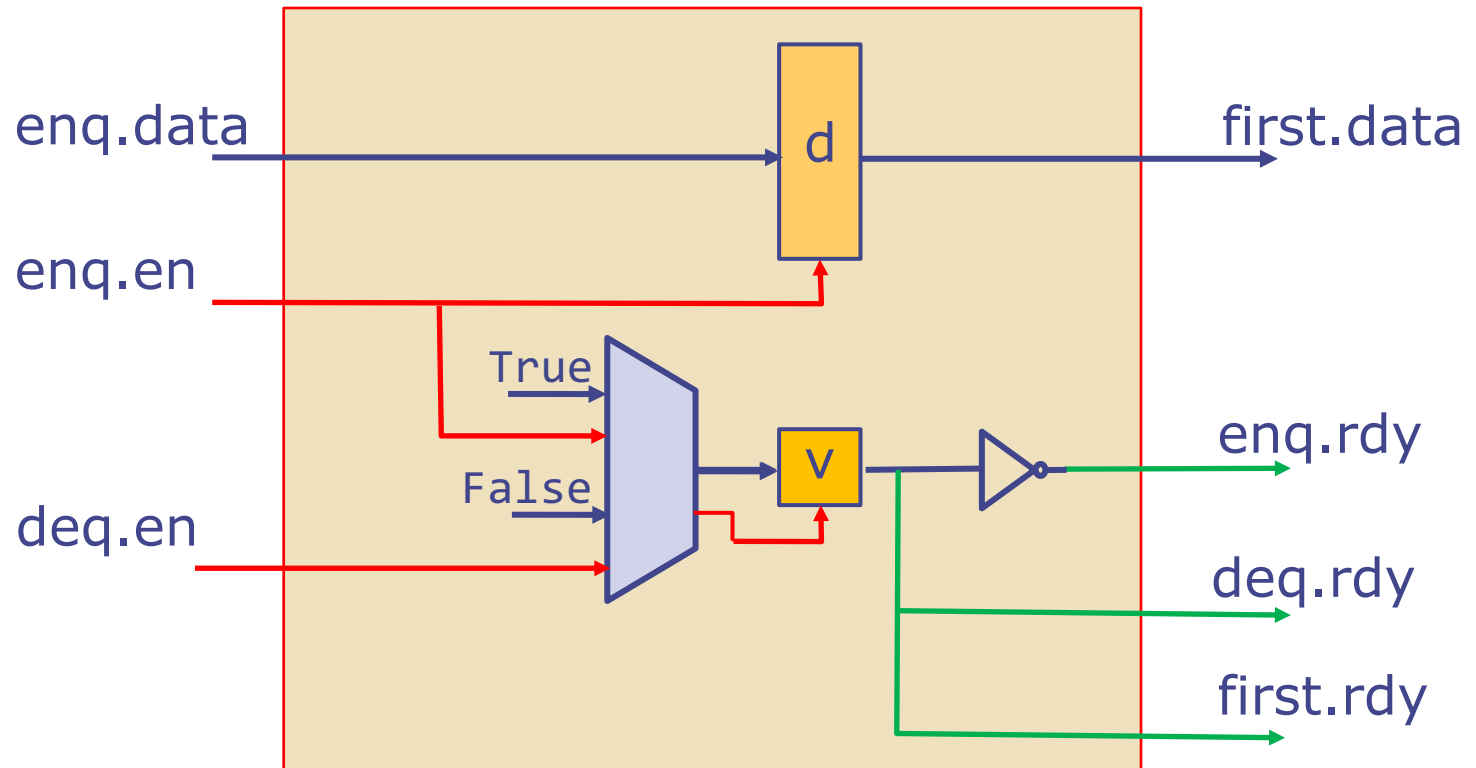 enq.data
d
first.data
enq.en
True
enq.rdy
v
False
deq.en
deq.rdy
first.rdy